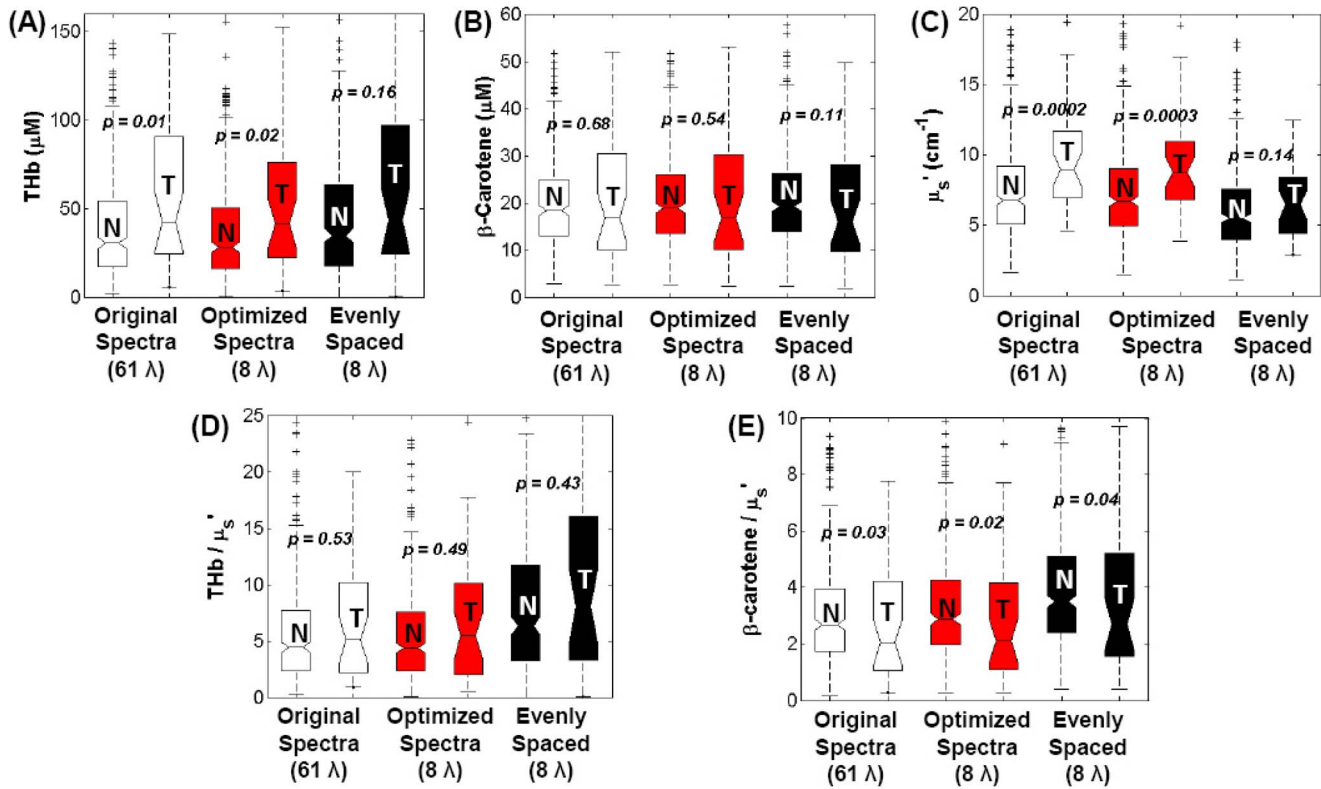 (A)
THb (μM)
150
100
50
0
p = 0.01
p = 0.02
p = 0.16
N
T
N
T
N
T
Original
Spectra
(61 λ)
Optimized
Spectra
(8 λ)
Evenly
Spaced
(8 λ)
(B)
β-Carotene (μM)
60
50
40
30
20
10
0
p = 0.68
p = 0.54
p = 0.11
N
T
N
T
N
T
Original
Spectra
(61 λ)
Optimized
Spectra
(8 λ)
Evenly
Spaced
(8 λ)
(C)
μs' (cm-1)
20
15
10
5
0
p = 0.0002
p = 0.0003
p = 0.14
N
T
N
T
N
T
Original
Spectra
(61 λ)
Optimized
Spectra
(8 λ)
Evenly
Spaced
(8 λ)
(D)
THb / μs'
25
20
15
10
5
0
p = 0.53
p = 0.49
p = 0.43
N
T
N
T
N
T
Original
Spectra
(61 λ)
Optimized
Spectra
(8 λ)
Evenly
Spaced
(8 λ)
(E)
β-carotene / μs'
10
8
6
4
2
0
p = 0.03
p = 0.02
p = 0.04
N
T
N
T
N
T
Original
Spectra
(61 λ)
Optimized
Spectra
(8 λ)
Evenly
Spaced
(8 λ)